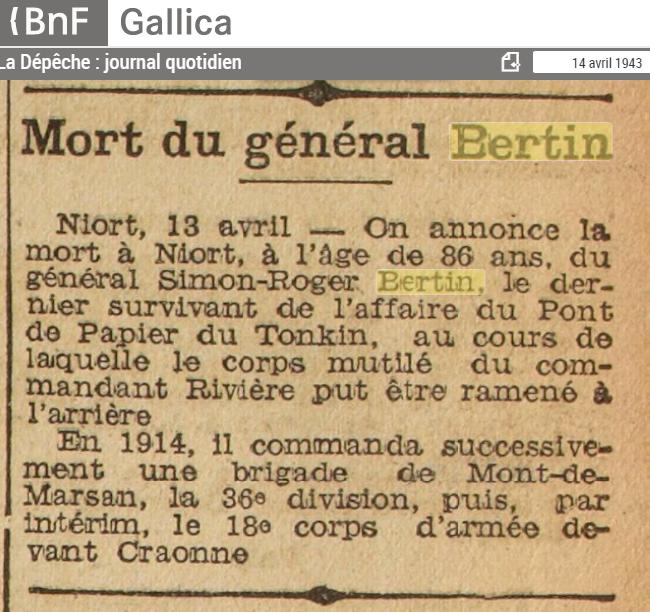 BnF Gallica
La Dépêche : journal quotidien
14 avril 1943
Mort du général Bertin
Niort, 13 avril — On annonce la
mort à Niort, à l'âge de 86 ans, du
général Simon-Roger Bertin, le der-
nier survivant de l'affaire du Pont
de Papier du Tonkin, au cours de
laquelle le corps mutilé du com-
mandant Rivière put être ramené à
l'arrière
En 1914, il commanda successive-
ment une brigade de Mont-de-
Marsan, la 36e division, puis, par
intérim, le 18e corps d'armée de-
vant Craonne